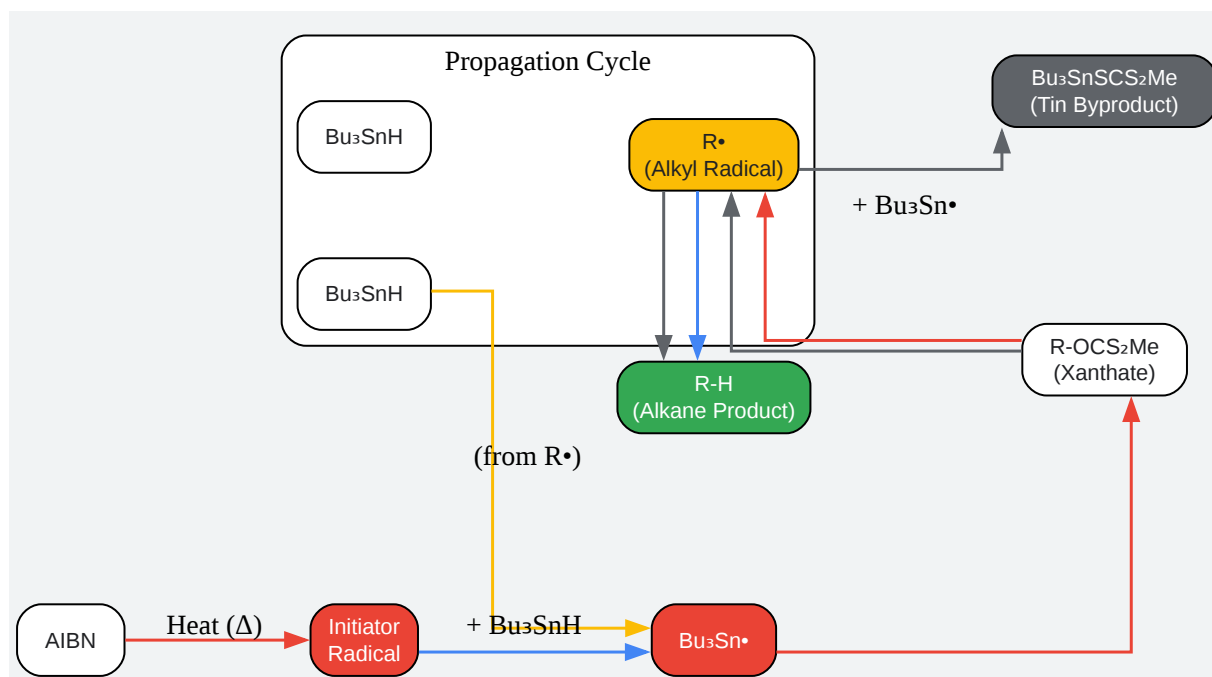 Propagation Cycle
Bu₃SnH
R•
(Alkyl Radical)
Bu₃SnSCS₂Me
(Tin Byproduct)
+ Bu₃Sn•
Bu₃SnH
R-OCS₂Me
(Xanthate)
R-H
(Alkane Product)
(from R•)
AIBN
Heat (Δ)
Initiator
Radical
+ Bu₃SnH
Bu₃Sn•